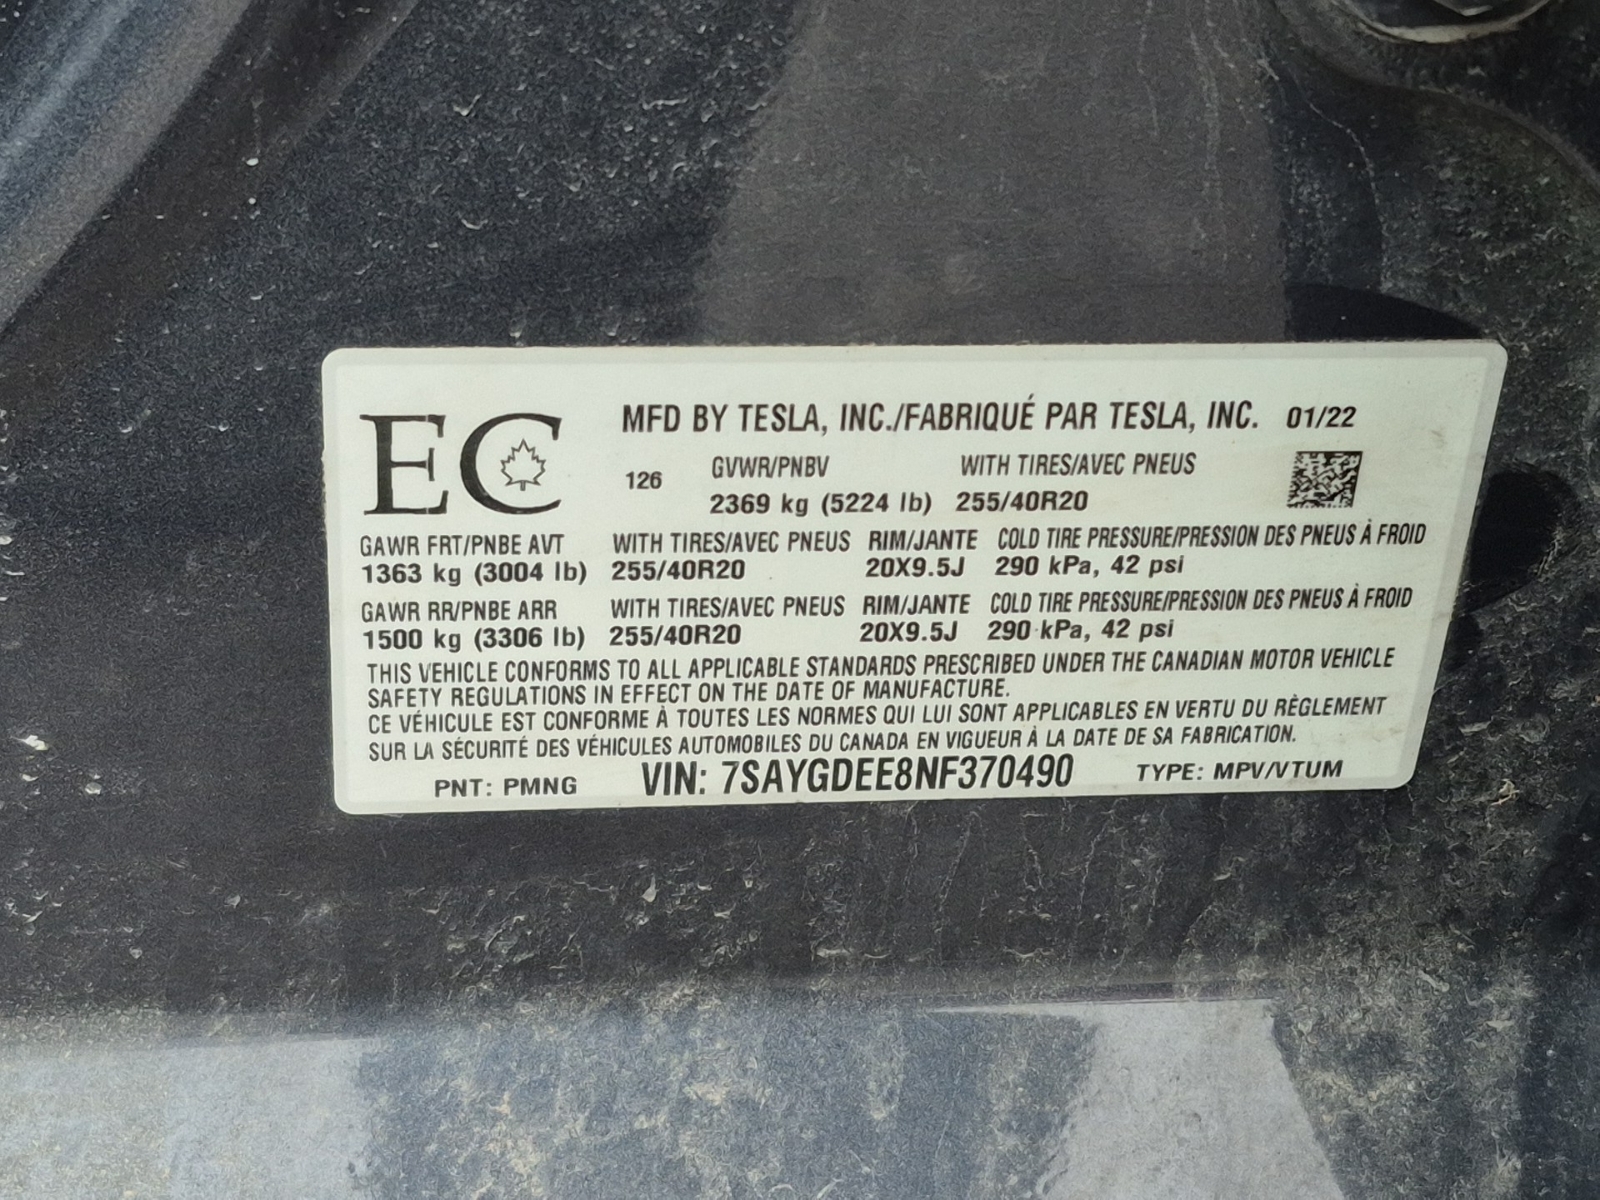 EC MFD BY TESLA, INC./FABRIQUÉ PAR TESLA, INC. 01/22
126 GVWR/PNBV WITH TIRES/AVEC PNEUS
2369 kg (5224 lb) 255/40R20
GAWR FRT/PNBE AVT WITH TIRES/AVEC PNEUS RIM/JANTE COLD TIRE PRESSURE/PRESSION DES PNEUS À FROID
1363 kg (3004 lb) 255/40R20 20X9.5J 290 kPa, 42 psi
GAWR RR/PNBE ARR WITH TIRES/AVEC PNEUS RIM/JANTE COLD TIRE PRESSURE/PRESSION DES PNEUS À FROID
1500 kg (3306 lb) 255/40R20 20X9.5J 290 kPa, 42 psi
THIS VEHICLE CONFORMS TO ALL APPLICABLE STANDARDS PRESCRIBED UNDER THE CANADIAN MOTOR VEHICLE
SAFETY REGULATIONS IN EFFECT ON THE DATE OF MANUFACTURE.
CE VÉHICULE EST CONFORME À TOUTES LES NORMES QUI LUI SONT APPLICABLES EN VERTU DU RÈGLEMENT
SUR LA SÉCURITÉ DES VÉHICULES AUTOMOBILES DU CANADA EN VIGUEUR À LA DATE DE SA FABRICATION.
PNT: PMNG VIN: 7SAYGDEE8NF370490 TYPE: MPV/VTUM